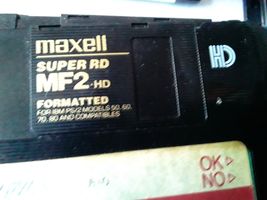 maxell
SUPER RD
MF2-HD
FORMATTED
FOR IBM PS/2 MODELS 50, 60,
70, 80 AND COMPATIBLES
HD
OK▷
NO▷